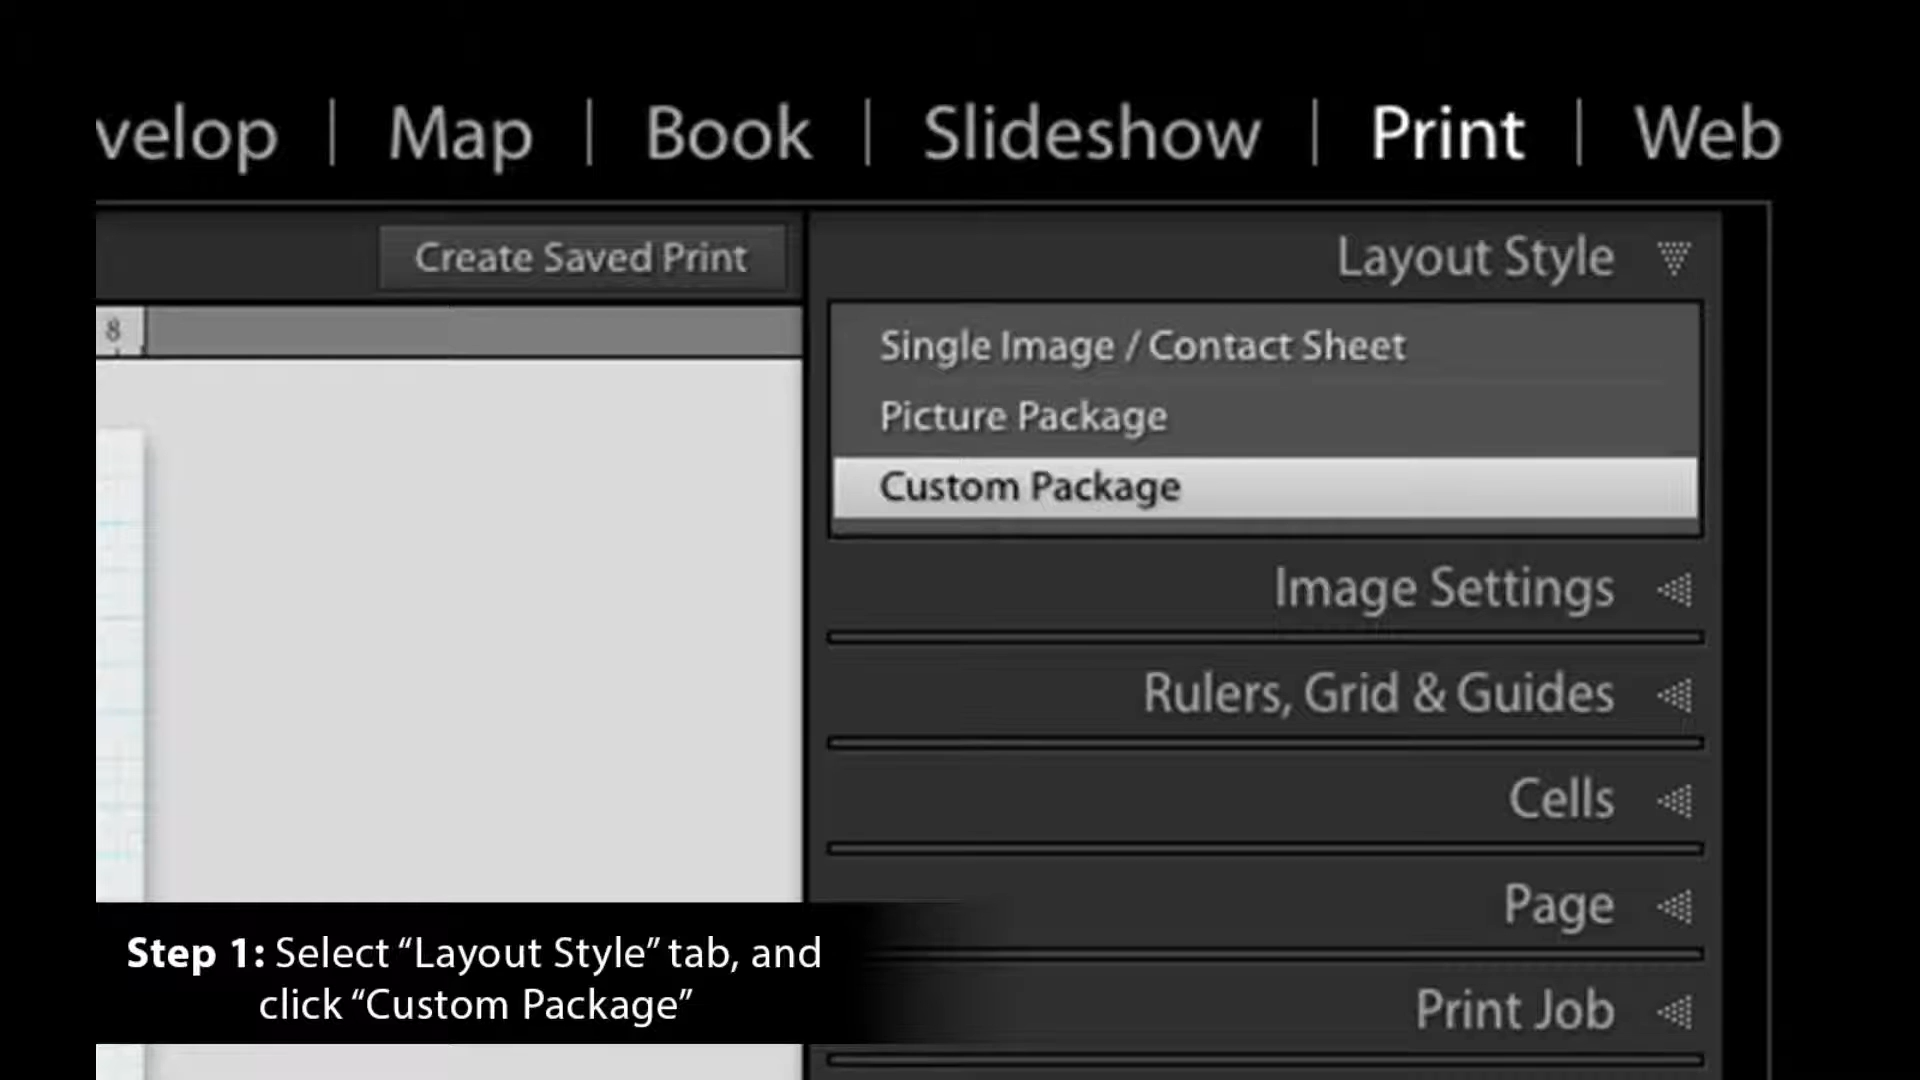 velop | Map | Book | Slideshow | Print | Web
Create Saved Print
8
Layout Style
Single Image / Contact Sheet
Picture Package
Custom Package
Image Settings
Rulers, Grid & Guides
Cells
Page
Print Job
Step 1: Select “Layout Style” tab, and
click “Custom Package”